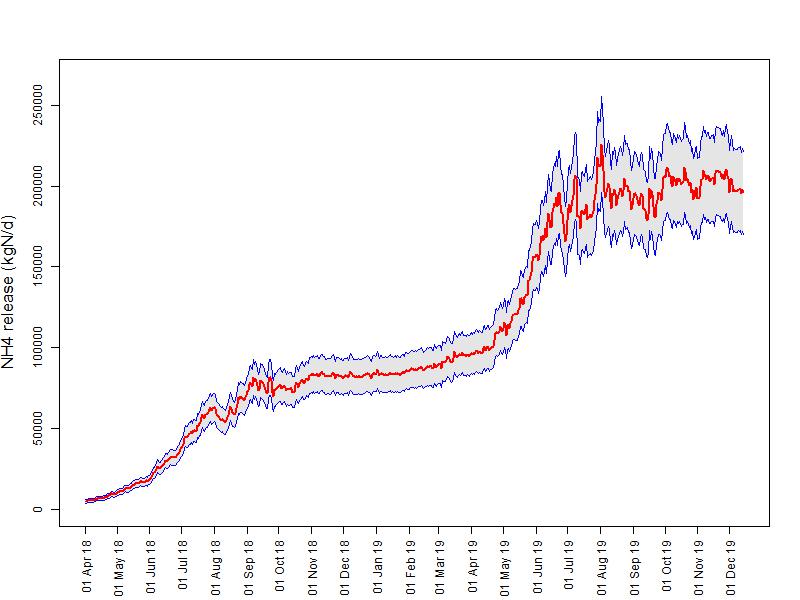 NH4 release (kgN/d)
250000
200000
150000
100000
50000
0
01 Apr 18
01 May 18
01 Jun 18
01 Jul 18
01 Aug 18
01 Sep 18
01 Oct 18
01 Nov 18
01 Dec 18
01 Jan 19
01 Feb 19
01 Mar 19
01 Apr 19
01 May 19
01 Jun 19
01 Jul 19
01 Aug 19
01 Sep 19
01 Oct 19
01 Nov 19
01 Dec 19